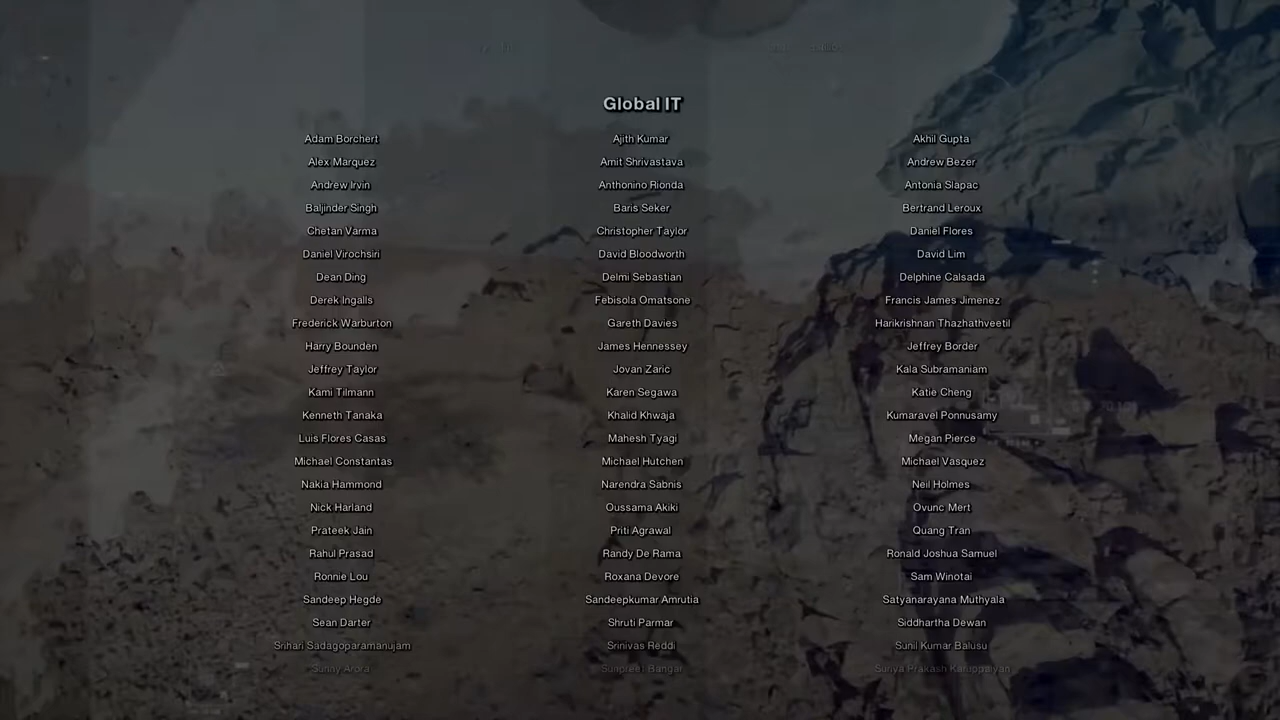 Global IT
Adam Borchert Ajith Kumar Akhil Gupta
Alex Marquez Amit Shrivastava Andrew Bezer
Andrew Irvin Anthonino Rionda Antonia Slapac
Baljinder Singh Baris Seker Bertrand Leroux
Chetan Varma Christopher Taylor Daniel Flores
Daniel Virochsiri David Bloodworth David Lim
Dean Ding Delmi Sebastian Delphine Calsada
Derek Ingalls Febisola Omatsone Francis James Jimenez
Frederick Warburton Gareth Davies Harikrishnan Thazhathveetil
Harry Bounden James Hennessey Jeffrey Border
Jeffrey Taylor Jovan Zaric Kala Subramaniam
Kami Tilmann Karen Segawa Katie Cheng
Kenneth Tanaka Khalid Khwaja Kumaravel Ponnusamy
Luis Flores Casas Mahesh Tyagi Megan Pierce
Michael Constantas Michael Hutchen Michael Vasquez
Nakia Hammond Narendra Sabnis Neil Holmes
Nick Harland Oussama Akiki Ovunc Mert
Prateek Jain Priti Agrawal Quang Tran
Rahul Prasad Randy De Rama Ronald Joshua Samuel
Ronnie Lou Roxana Devore Sam Winotai
Sandeep Hegde Sandeepkumar Amrutia Satyanarayana Muthyala
Sean Darter Shruti Parmar Siddhartha Dewan
Srihari Sadagoparamanujam Srinivas Reddi Sunil Kumar Balusu
Sunny Arora Sunpreet Bangar Suriya Prakash Karuppaiyan